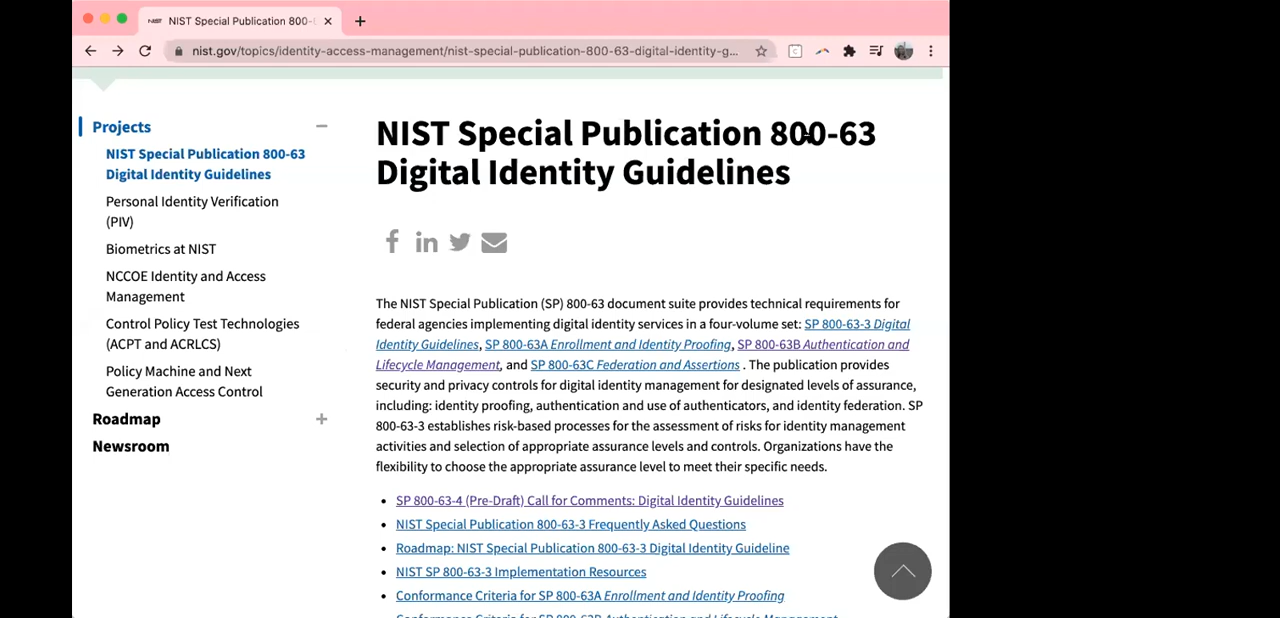 NIST Special Publication 800-
nist.gov/topics/identity-access-management/nist-special-publication-800-63-digital-identity-g...
Projects
NIST Special Publication 800-63
Digital Identity Guidelines
Personal Identity Verification
(PIV)
Biometrics at NIST
NCCOE Identity and Access
Management
Control Policy Test Technologies
(ACPT and ACRLCS)
Policy Machine and Next
Generation Access Control
Roadmap
Newsroom
NIST Special Publication 800-63
Digital Identity Guidelines
The NIST Special Publication (SP) 800-63 document suite provides technical requirements for
federal agencies implementing digital identity services in a four-volume set: SP 800-63-3 Digital
Identity Guidelines, SP 800-63A Enrollment and Identity Proofing, SP 800-63B Authentication and
Lifecycle Management, and SP 800-63C Federation and Assertions . The publication provides
security and privacy controls for digital identity management for designated levels of assurance,
including: identity proofing, authentication and use of authenticators, and identity federation. SP
800-63-3 establishes risk-based processes for the assessment of risks for identity management
activities and selection of appropriate assurance levels and controls. Organizations have the
flexibility to choose the appropriate assurance level to meet their specific needs.
SP 800-63-4 (Pre-Draft) Call for Comments: Digital Identity Guidelines
NIST Special Publication 800-63-3 Frequently Asked Questions
Roadmap: NIST Special Publication 800-63-3 Digital Identity Guideline
NIST SP 800-63-3 Implementation Resources
Conformance Criteria for SP 800-63A Enrollment and Identity Proofing
Conformance Criteria for SP 800-63B Authentication and Lifecycle Management